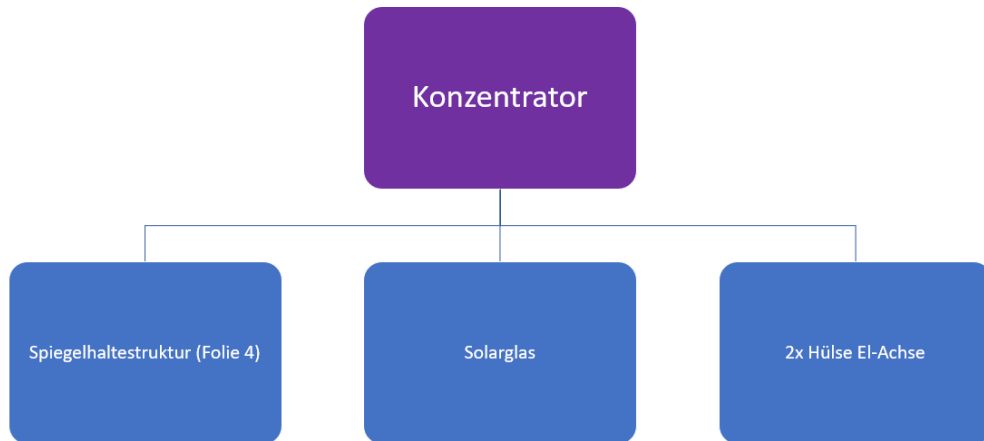 Konzentrator
Spiegelhaltestruktur (Folie 4)
Solarglas
2x Hülse El-Achse